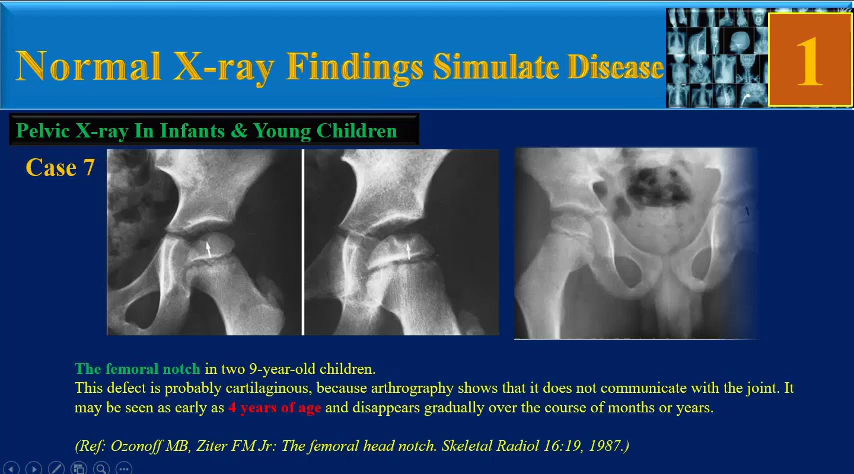 Normal X-ray Findings Simulate Disease
1
Pelvic X-ray In Infants & Young Children
Case 7
The femoral notch in two 9-year-old children.
This defect is probably cartilaginous, because arthrography shows that it does not communicate with the joint. It
may be seen as early as 4 years of age and disappears gradually over the course of months or years.
(Ref: Ozonoff MB, Ziter FM Jr: The femoral head notch. Skeletal Radiol 16:19, 1987.)